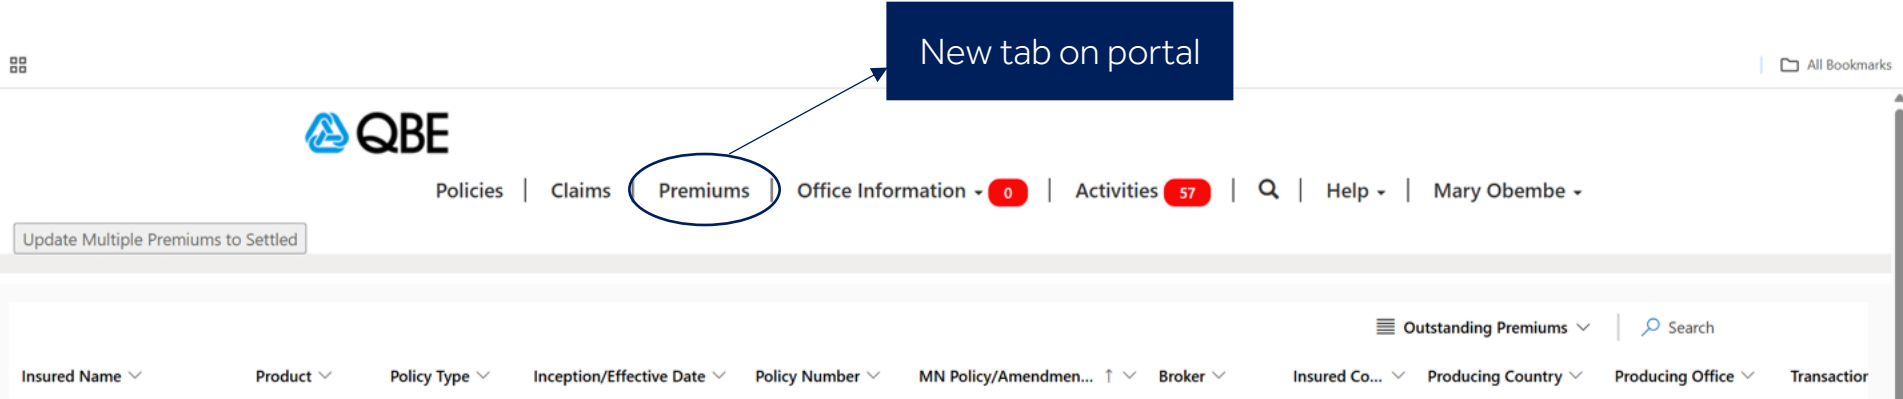 New tab on portal
All Bookmarks
QBE
Policies | Claims | Premiums | Office Information 0 | Activities 57 | Help | Mary Obembe
Update Multiple Premiums to Settled
Outstanding Premiums Search
Insured Name Product Policy Type Inception/Effective Date Policy Number MN Policy/Amendmen... ↑ Broker Insured Co... Producing Country Producing Office Transaction